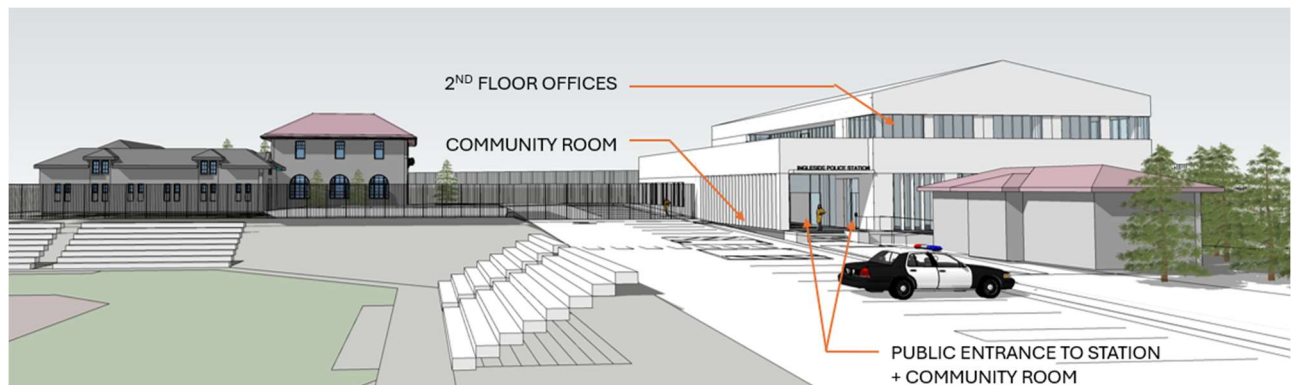 2ND FLOOR OFFICES
COMMUNITY ROOM
INGLESIDE POLICE STATION
PUBLIC ENTRANCE TO STATION
+ COMMUNITY ROOM